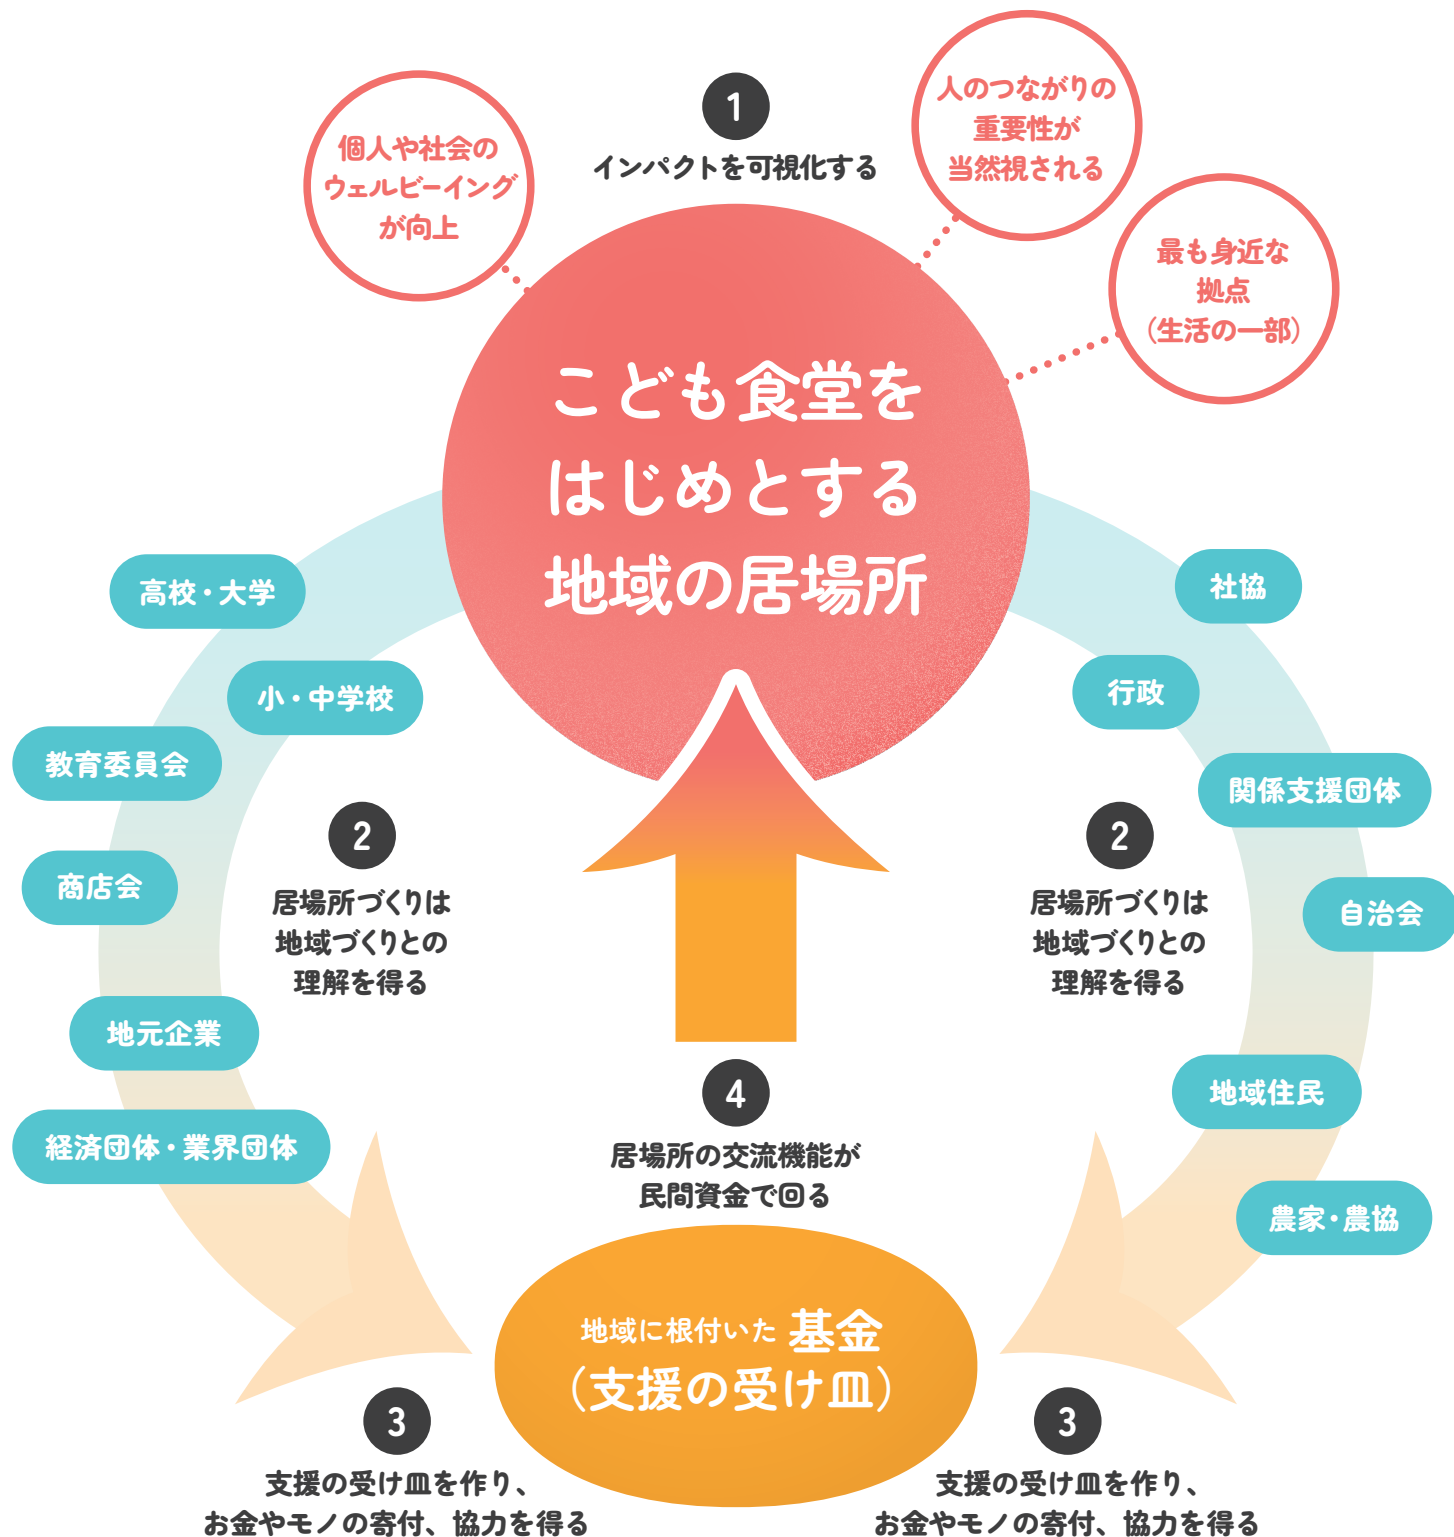 1
インパクトを可視化する
個人や社会の
ウェルビーイング
が向上
人のつながりの
重要性が
当然視される
最も身近な
拠点
（生活の一部）
こども食堂を
はじめとする
地域の居場所
高校・大学
小・中学校
教育委員会
商店会
地元企業
経済団体・業界団体
社協
行政
関係支援団体
自治会
地域住民
農家・農協
2
居場所づくりは
地域づくりとの
理解を得る
2
居場所づくりは
地域づくりとの
理解を得る
4
居場所の交流機能が
民間資金で回る
地域に根付いた 基金
（支援の受け皿）
3
支援の受け皿を作り、
お金やモノの寄付、協力を得る
3
支援の受け皿を作り、
お金やモノの寄付、協力を得る